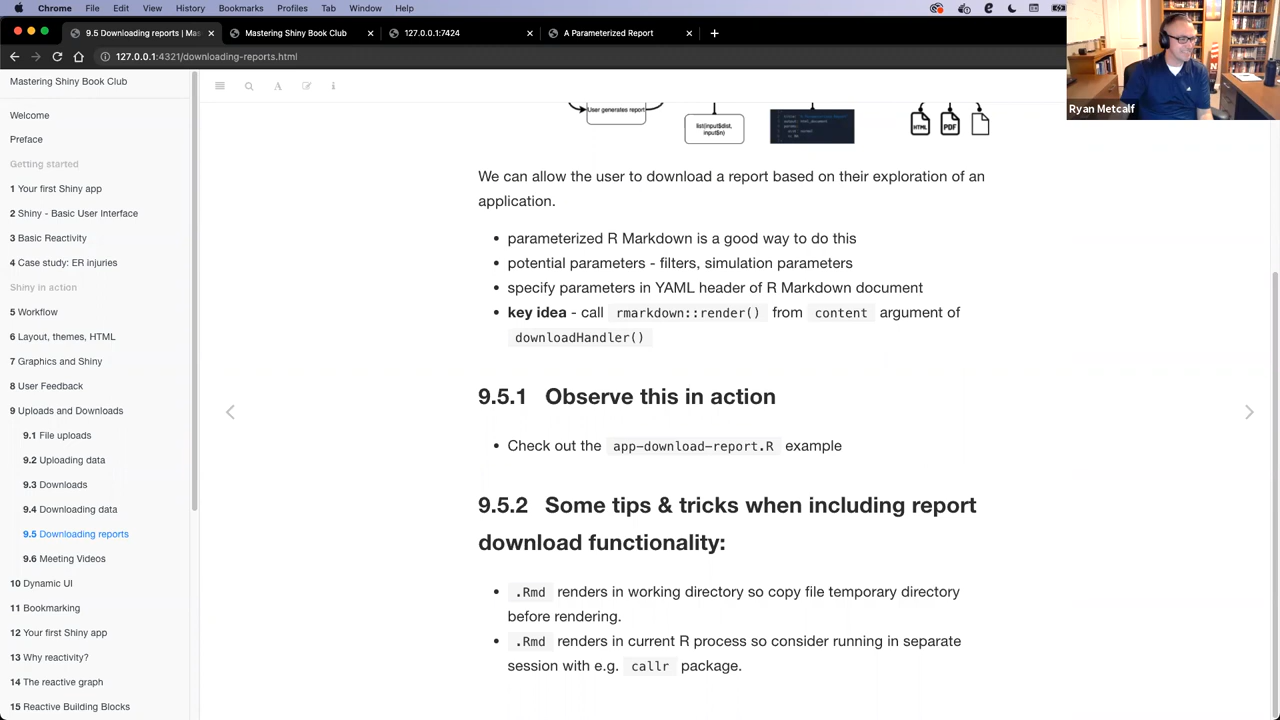 Chrome File Edit View History Bookmarks Profiles Tab Window Help
9.5 Downloading reports | Mas
Mastering Shiny Book Club
127.0.0.1:7424
A Parameterized Report
127.0.0.1:4321/downloading-reports.html
Ryan Metcalf
Mastering Shiny Book Club
Welcome
Preface
Getting started
1 Your first Shiny app
2 Shiny - Basic User Interface
3 Basic Reactivity
4 Case study: ER injuries
Shiny in action
5 Workflow
6 Layout, themes, HTML
7 Graphics and Shiny
8 User Feedback
9 Uploads and Downloads
9.1 File uploads
9.2 Uploading data
9.3 Downloads
9.4 Downloading data
9.5 Downloading reports
9.6 Meeting Videos
10 Dynamic UI
11 Bookmarking
12 Your first Shiny app
13 Why reactivity?
14 The reactive graph
15 Reactive Building Blocks
User generates report
list(input$dist,
input$n)
HTML
PDF
We can allow the user to download a report based on their exploration of an
application.
• parameterized R Markdown is a good way to do this
• potential parameters - filters, simulation parameters
• specify parameters in YAML header of R Markdown document
• key idea - call rmarkdown::render() from content argument of
downloadHandler()
9.5.1 Observe this in action
• Check out the app-download-report.R example
9.5.2 Some tips & tricks when including report
download functionality:
• .Rmd renders in working directory so copy file temporary directory
before rendering.
• .Rmd renders in current R process so consider running in separate
session with e.g. callr package.